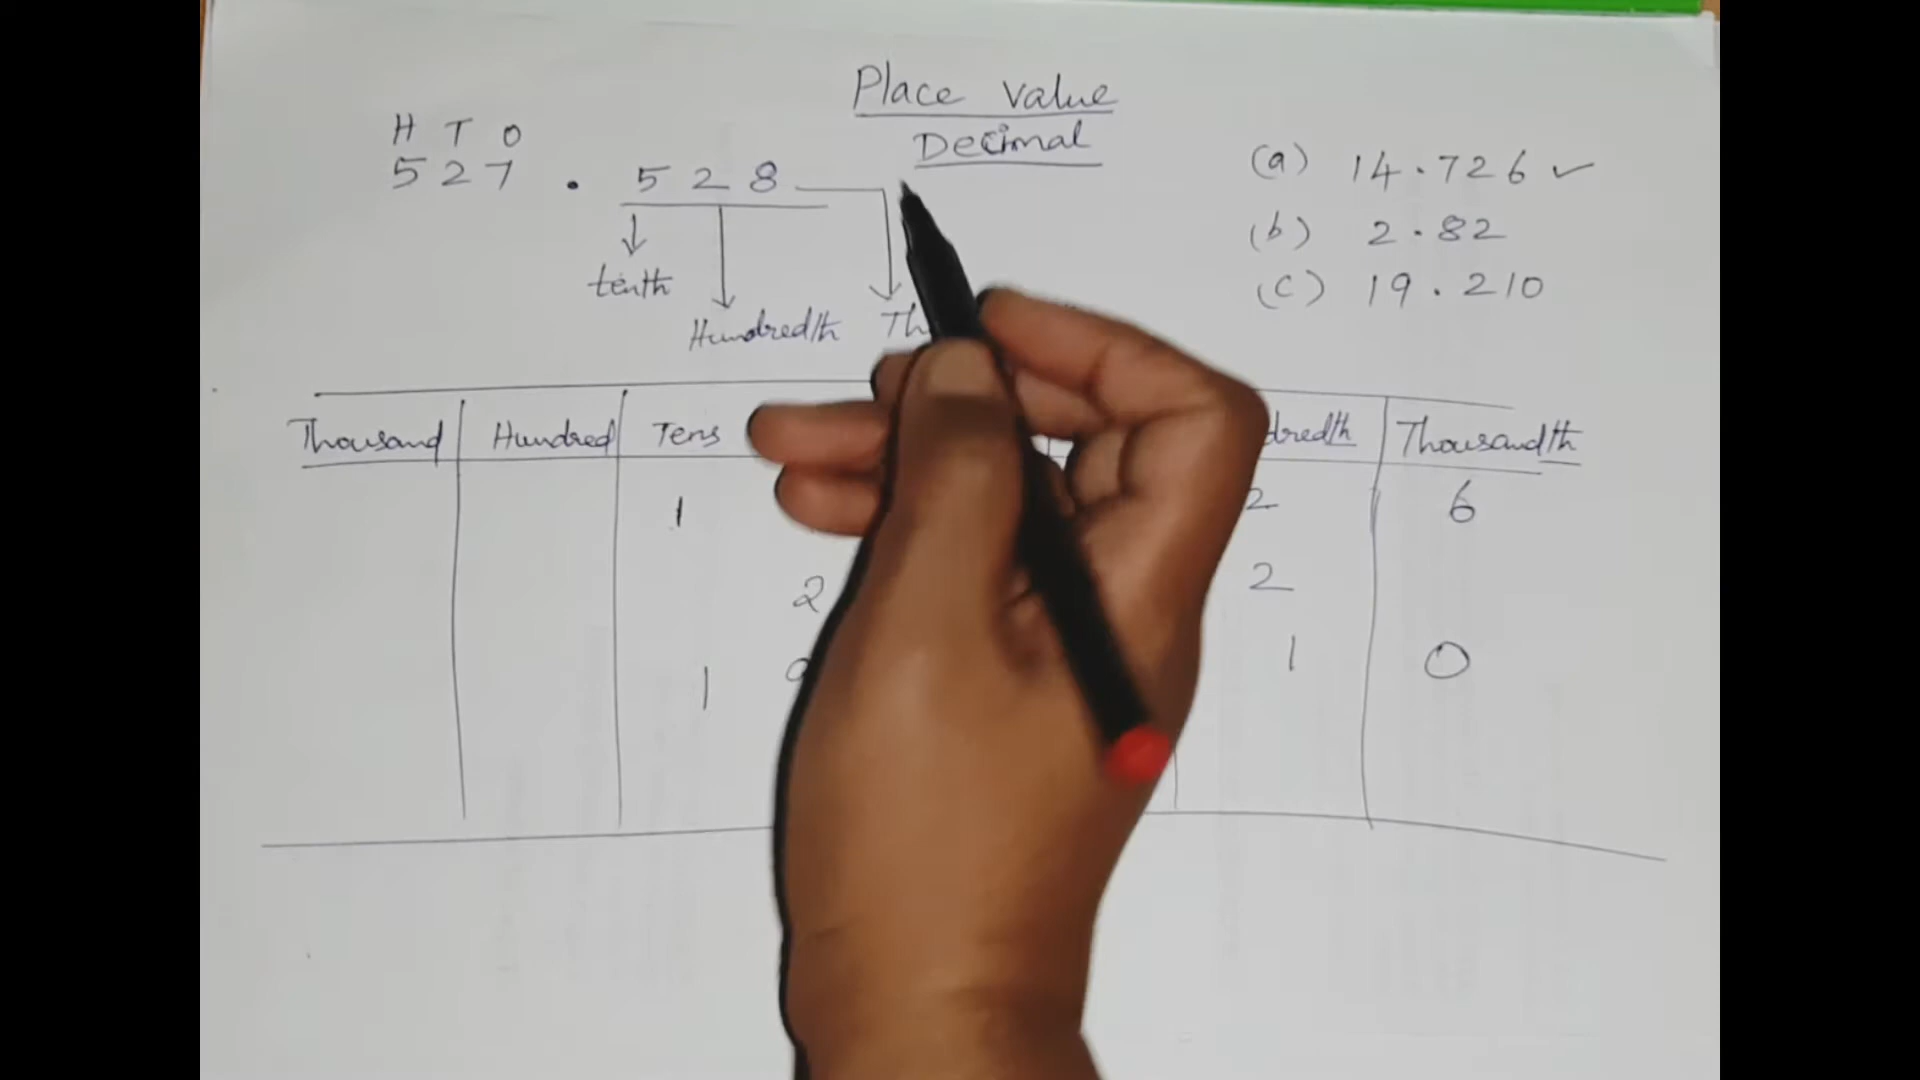 Place Value
Decimal
H T O
527 . 528
tenth
Hundredth
(a) 14.726 ✓
(b) 2.82
(c) 19.210
Thousand Hundred Tens Thousandth
1 2 6
2 2
1 1 0